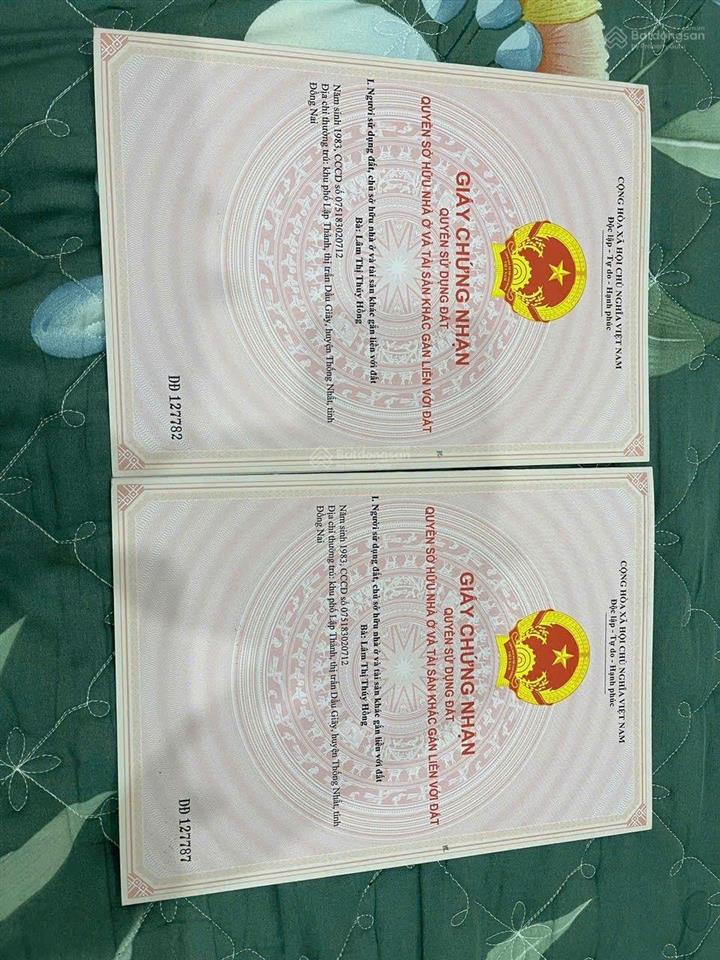 Batdongsan
by PropertyGuru
CỘNG HÒA XÃ HỘI CHỦ NGHĨA VIỆT NAM
Độc lập - Tự do - Hạnh phúc
GIẤY CHỨNG NHẬN
QUYỀN SỬ DỤNG ĐẤT
QUYỀN SỞ HỮU NHÀ Ở VÀ TÀI SẢN KHÁC GẮN LIỀN VỚI ĐẤT
I. Người sử dụng đất, chủ sở hữu nhà ở và tài sản khác gắn liền với đất
Bà: Lâm Thị Thúy Hồng
Năm sinh 1983, CCCD số 075183020712
Địa chỉ thường trú: khu phố Lập Thành, thị trấn Dầu Giây, huyện Thống Nhất, tỉnh
Đồng Nai
DĐ 127782
Batdongsan
CỘNG HÒA XÃ HỘI CHỦ NGHĨA VIỆT NAM
Độc lập - Tự do - Hạnh phúc
GIẤY CHỨNG NHẬN
QUYỀN SỬ DỤNG ĐẤT
QUYỀN SỞ HỮU NHÀ Ở VÀ TÀI SẢN KHÁC GẮN LIỀN VỚI ĐẤT
I. Người sử dụng đất, chủ sở hữu nhà ở và tài sản khác gắn liền với đất
Bà: Lâm Thị Thúy Hồng
Năm sinh 1983, CCCD số 075183020712
Địa chỉ thường trú: khu phố Lập Thành, thị trấn Dầu Giây, huyện Thống Nhất, tỉnh
Đồng Nai
DĐ 127787